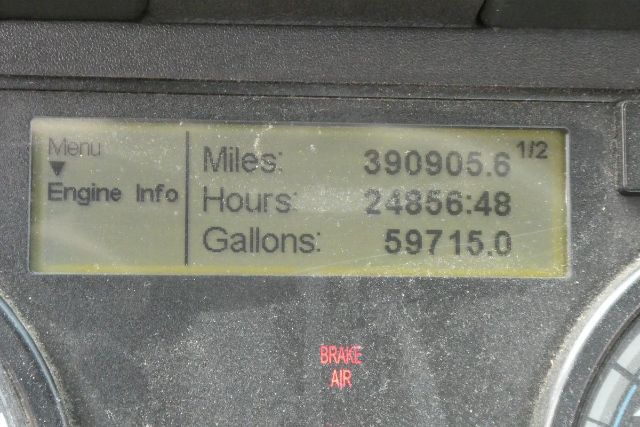 Menu
▼
Engine Info
1/2
Miles: 390905.6
Hours: 24856:48
Gallons: 59715.0
BRAKE
AIR